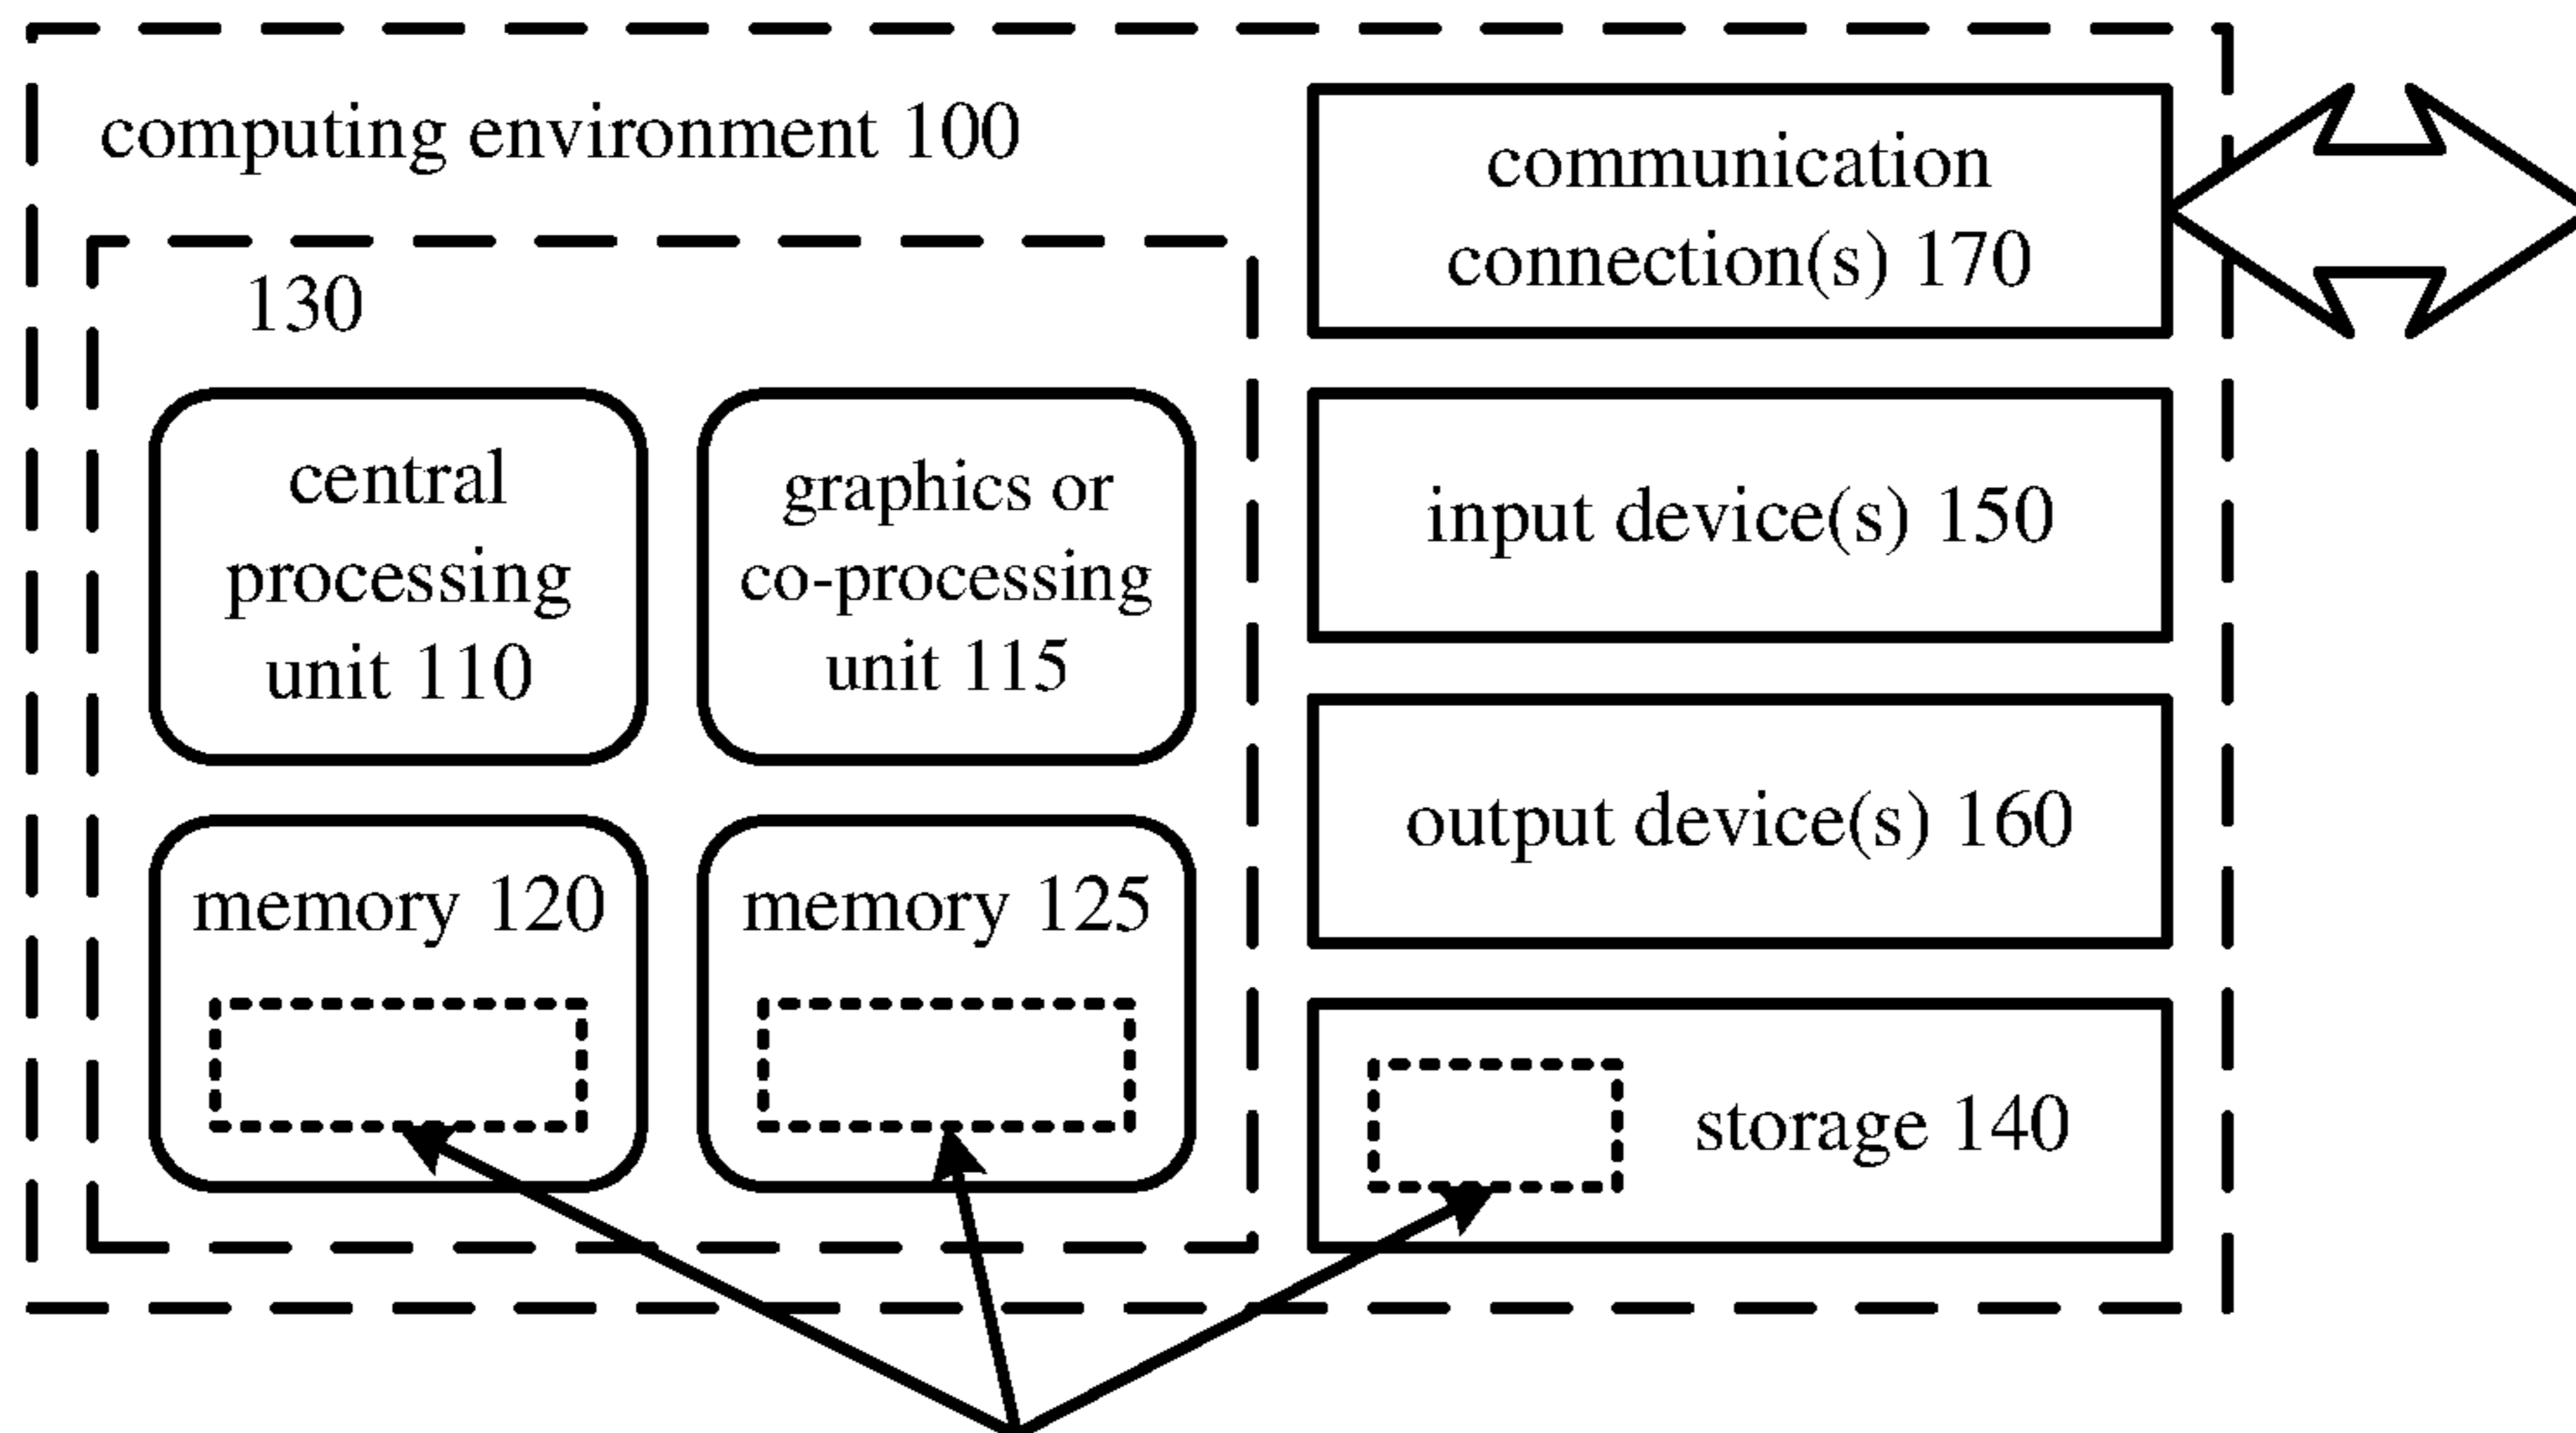 computing environment 100
130
central
processing
unit 110
graphics or
co-processing
unit 115
memory 120
memory 125
communication
connection(s) 170
input device(s) 150
output device(s) 160
storage 140